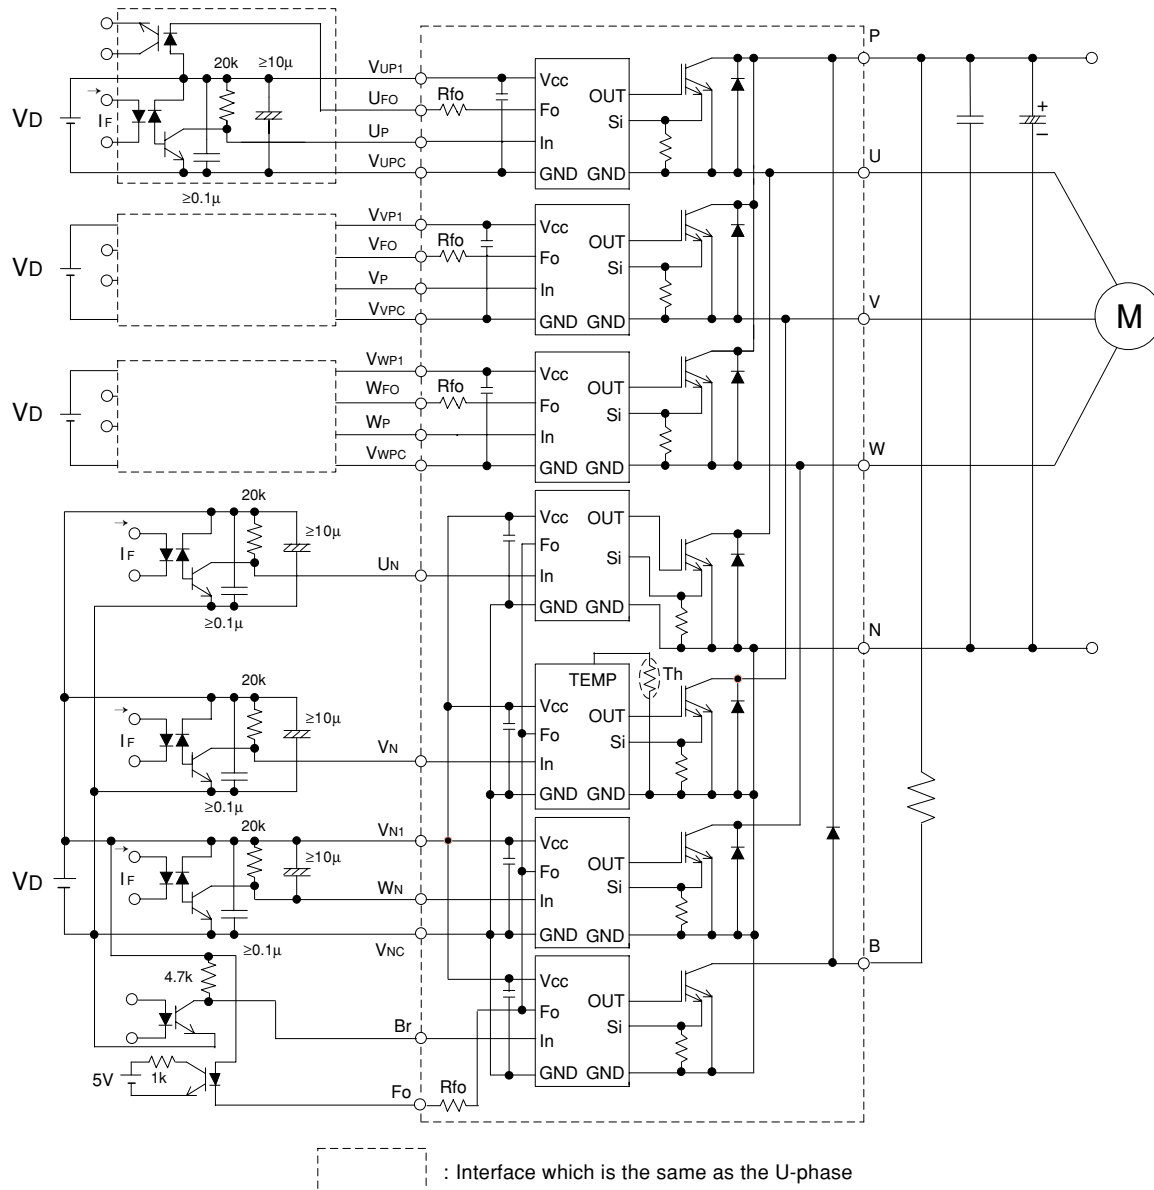 P
20k
≥10µ
VUP1
Vcc
Rfo
UFO
OUT
Fo
VD
IF
Si
UP
In
U
VUPC
GND GND
≥0.1µ
VVP1
Vcc
Rfo
VFO
OUT
VD
Fo
Si
VP
In
V
VVPC
GND GND
M
VWP1
Vcc
WFO
Rfo
OUT
VD
Fo
Si
WP
In
W
VWPC
GND GND
20k
≥10µ
Vcc OUT
Fo
IF
Si
UN
In
GND GND
≥0.1µ
N
TEMP
Th
20k
Vcc
≥10µ
OUT
Fo
IF
VN
Si
In
GND GND
≥0.1µ
20k
VN1
Vcc
≥10µ
OUT
Fo
VD
IF
WN
Si
In
VNC
GND GND
≥0.1µ
B
4.7k
Vcc
OUT
Fo
Br
Si
In
5V
1k
GND GND
Fo
Rfo
: Interface which is the same as the U-phase
+
–